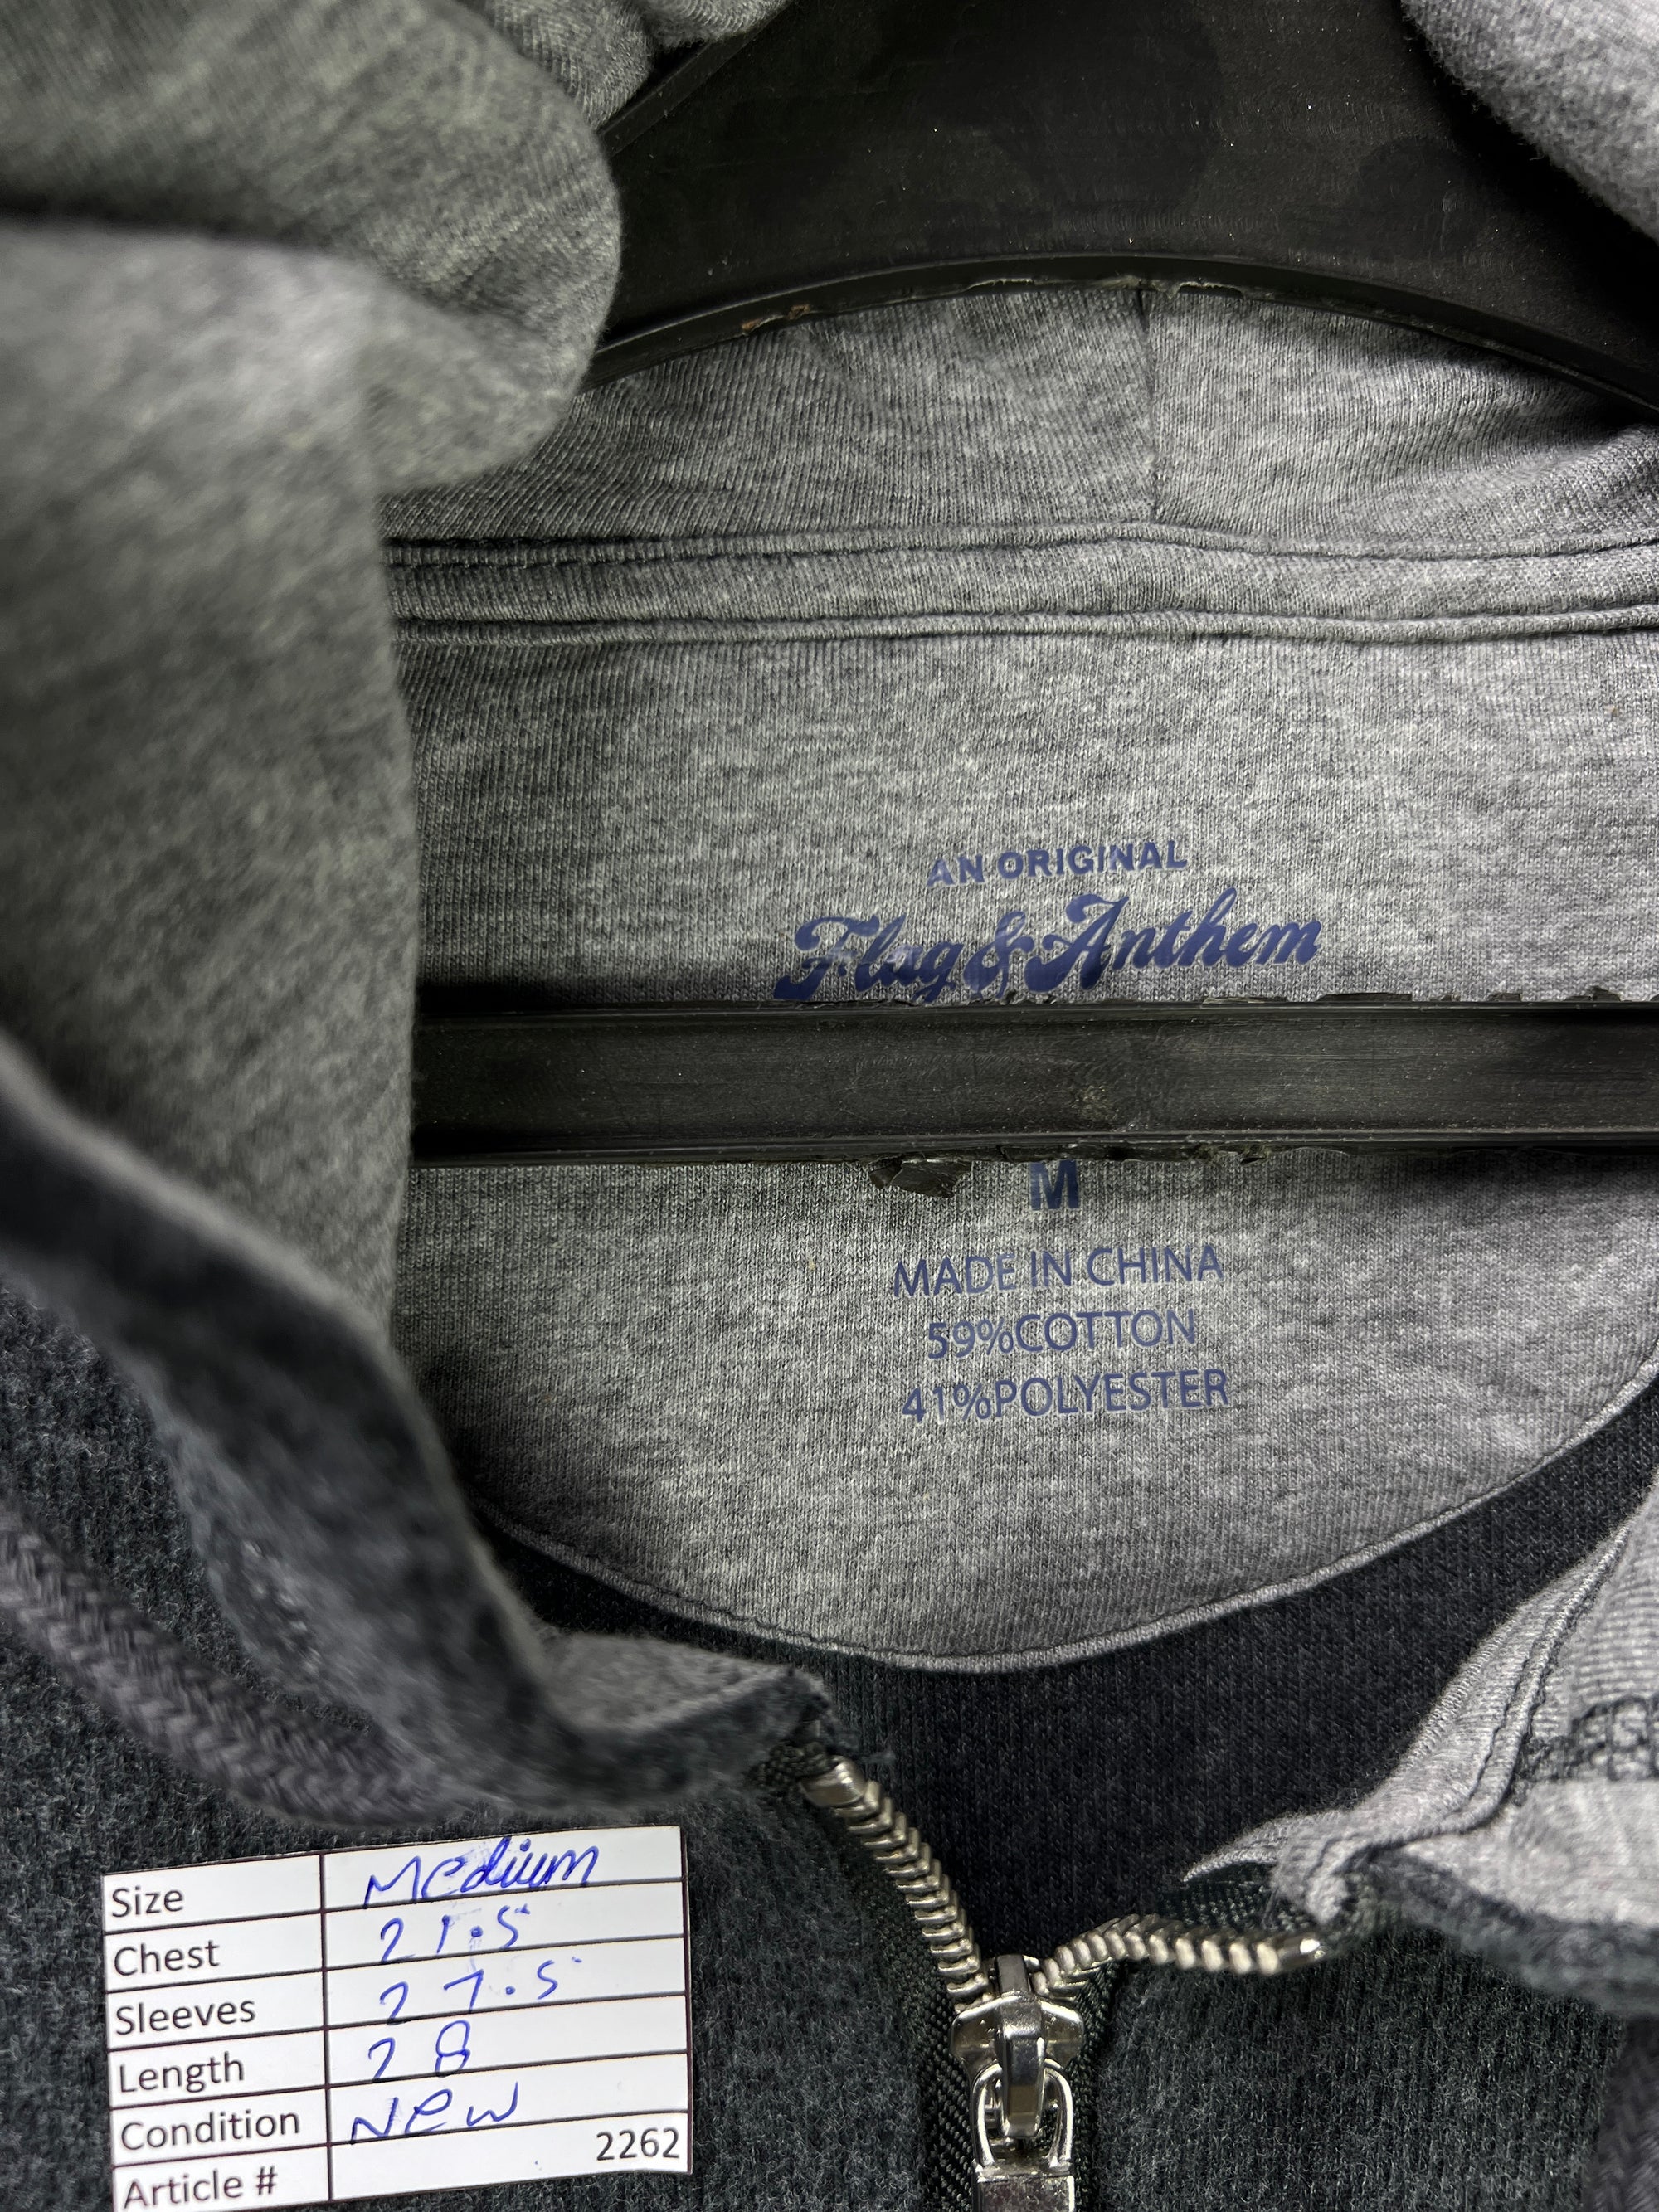 AN ORIGINAL
Flag & Anthem
M
MADE IN CHINA
59%COTTON
41%POLYESTER
Size Medium
Chest 21.5
Sleeves 27.5
Length 28
Condition New
Article # 2262